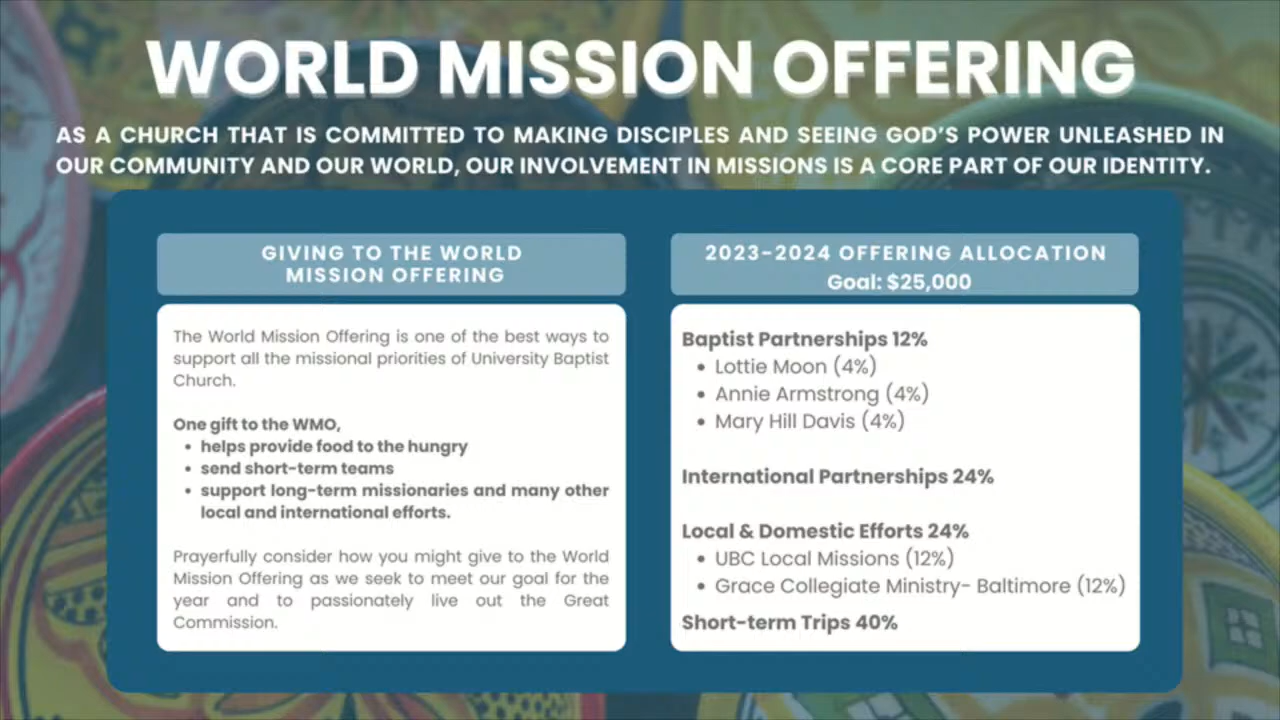 WORLD MISSION OFFERING
AS A CHURCH THAT IS COMMITTED TO MAKING DISCIPLES AND SEEING GOD'S POWER UNLEASHED IN
OUR COMMUNITY AND OUR WORLD, OUR INVOLVEMENT IN MISSIONS IS A CORE PART OF OUR IDENTITY.
GIVING TO THE WORLD
MISSION OFFERING
The World Mission Offering is one of the best ways to
support all the missional priorities of University Baptist
Church.
One gift to the WMO,
• helps provide food to the hungry
• send short-term teams
• support long-term missionaries and many other
local and international efforts.
Prayerfully consider how you might give to the World
Mission Offering as we seek to meet our goal for the
year and to passionately live out the Great
Commission.
2023-2024 OFFERING ALLOCATION
Goal: $25,000
Baptist Partnerships 12%
• Lottie Moon (4%)
• Annie Armstrong (4%)
• Mary Hill Davis (4%)
International Partnerships 24%
Local & Domestic Efforts 24%
• UBC Local Missions (12%)
• Grace Collegiate Ministry- Baltimore (12%)
Short-term Trips 40%